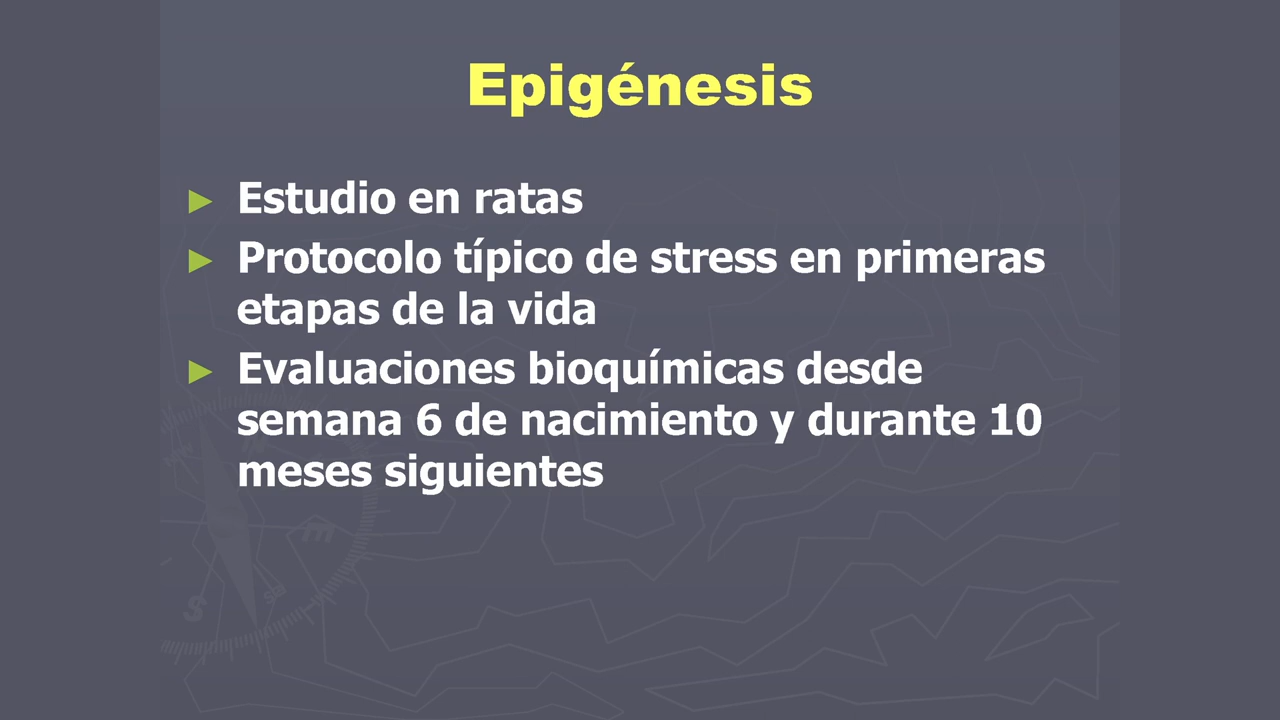 Epigénesis
► Estudio en ratas
► Protocolo típico de stress en primeras
etapas de la vida
► Evaluaciones bioquímicas desde
semana 6 de nacimiento y durante 10
meses siguientes
m
s
sa